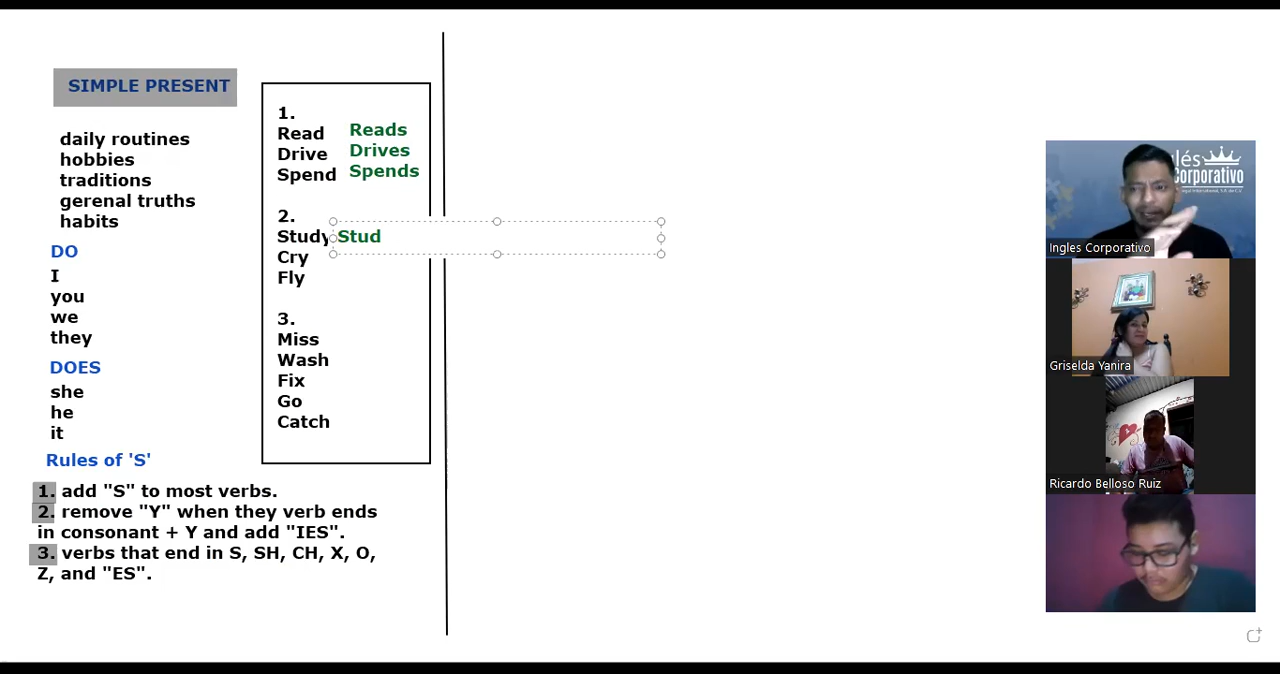 SIMPLE PRESENT
daily routines
hobbies
traditions
gerenal truths
habits
DO
I
you
we
they
DOES
she
he
it
Rules of 'S'
1. add "S" to most verbs.
2. remove "Y" when they verb ends
in consonant + Y and add "IES".
3. verbs that end in S, SH, CH, X, O,
Z, and "ES".
1.
Read Reads
Drive Drives
Spend Spends
2.
Study Stud
Cry
Fly
3.
Miss
Wash
Fix
Go
Catch
Corporativo
Ingles Corporativo
Griselda Yanira
Ricardo Belloso Ruiz